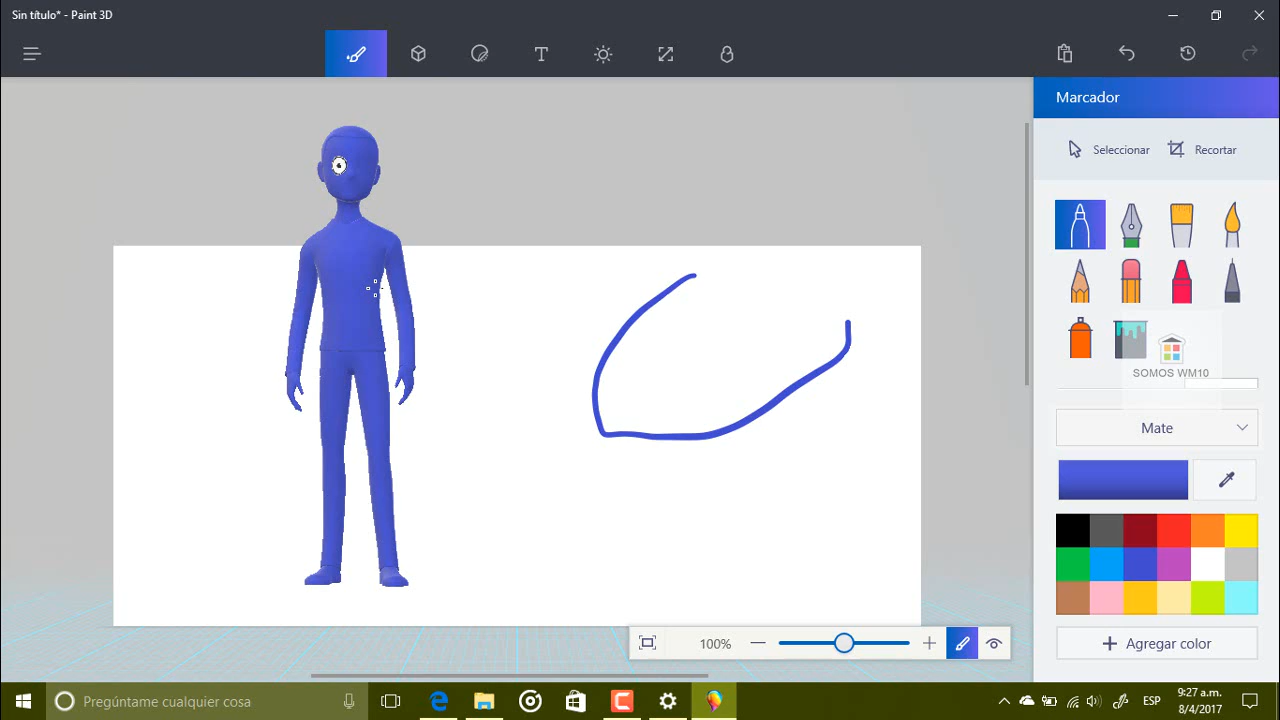 Sin título* - Paint 3D
Marcador
Seleccionar
Recortar
SOMOS WM10
Mate
Agregar color
100%
Pregúntame cualquier cosa
ESP
9:27 a.m.
8/4/2017